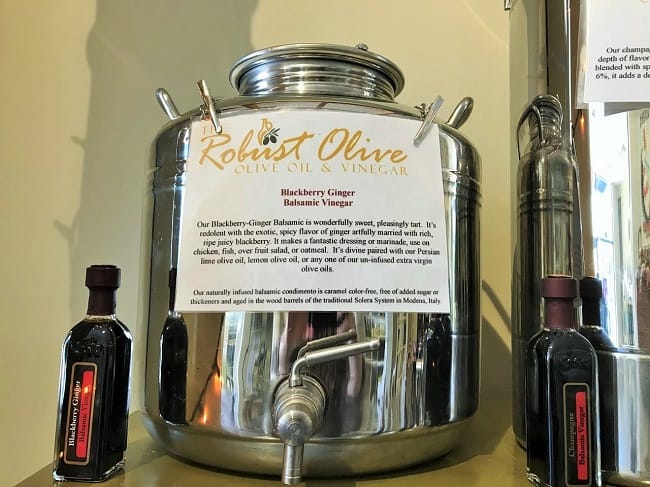 THE
Robust Olive
OLIVE OIL & VINEGAR
Blackberry Ginger
Balsamic Vinegar
Our Blackberry-Ginger Balsamic is wonderfully sweet, pleasingly tart. It's
redolent with the exotic, spicy flavor of ginger artfully married with rich,
ripe juicy blackberry. It makes a fantastic dressing or marinade, use on
chicken, fish, over fruit salad, or oatmeal. It's divine paired with our Persian
lime olive oil, lemon olive oil, or any one of our un-infused extra virgin
olive oils.
Our naturally infused balsamic condimento is caramel color-free, free of added sugar or
thickeners and aged in the wood barrels of the traditional Solera System in Modena, Italy
Our champa
depth of flavor
blended with sp
6%, it adds a de
Blackberry Ginger
Balsamic Vine
Champagne
Balsamic Vinegar